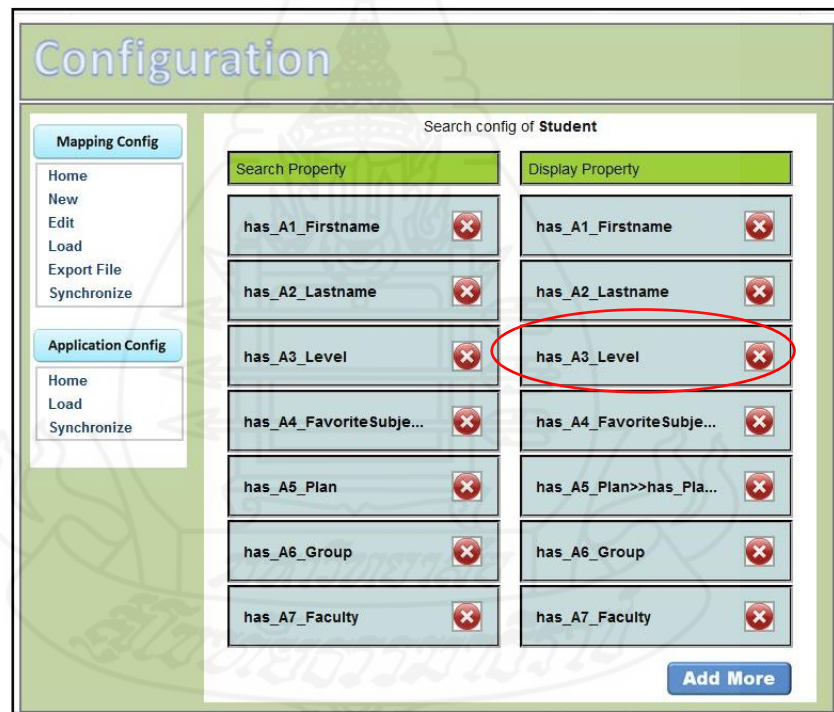 Configuration
Mapping Config
Home
New
Edit
Load
Export File
Synchronize
Application Config
Home
Load
Synchronize
Search config of Student
Search Property
Display Property
has_A1_Firstname
has_A1_Firstname
has_A2_Lastname
has_A2_Lastname
has_A3_Level
has_A3_Level
has_A4_FavoriteSubje...
has_A4_FavoriteSubje...
has_A5_Plan
has_A5_Plan>>has_Pla...
has_A6_Group
has_A6_Group
has_A7_Faculty
has_A7_Faculty
Add More